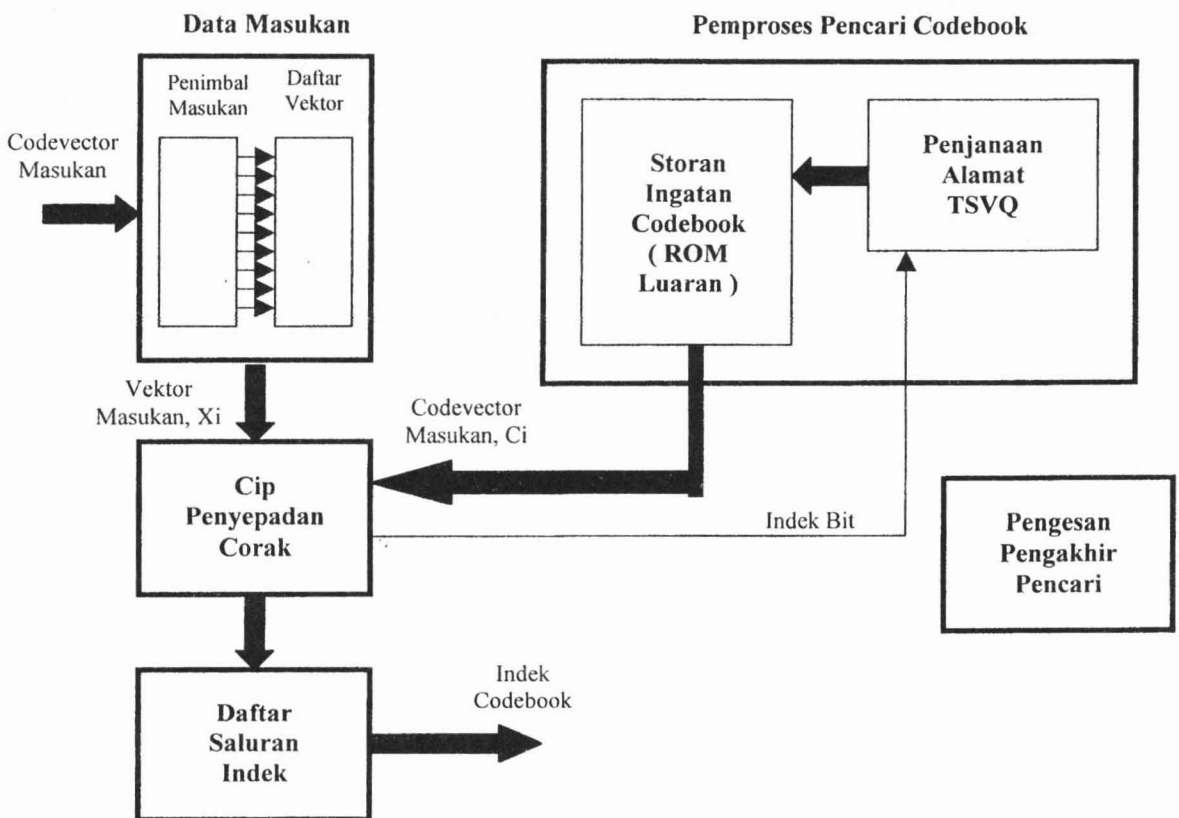 Data Masukan
Penimbal
Masukan
Daftar
Vektor
Codevector
Masukan
Pemproses Pencari Codebook
Storan
Ingatan
Codebook
( ROM
Luaran )
Penjanaan
Alamat
TSVQ
Vektor
Masukan, Xi
Codevector
Masukan, Ci
Cip
Penyepadan
Corak
Indek Bit
Pengesan
Pengakhir
Pencari
Daftar
Saluran
Indek
Indek
Codebook